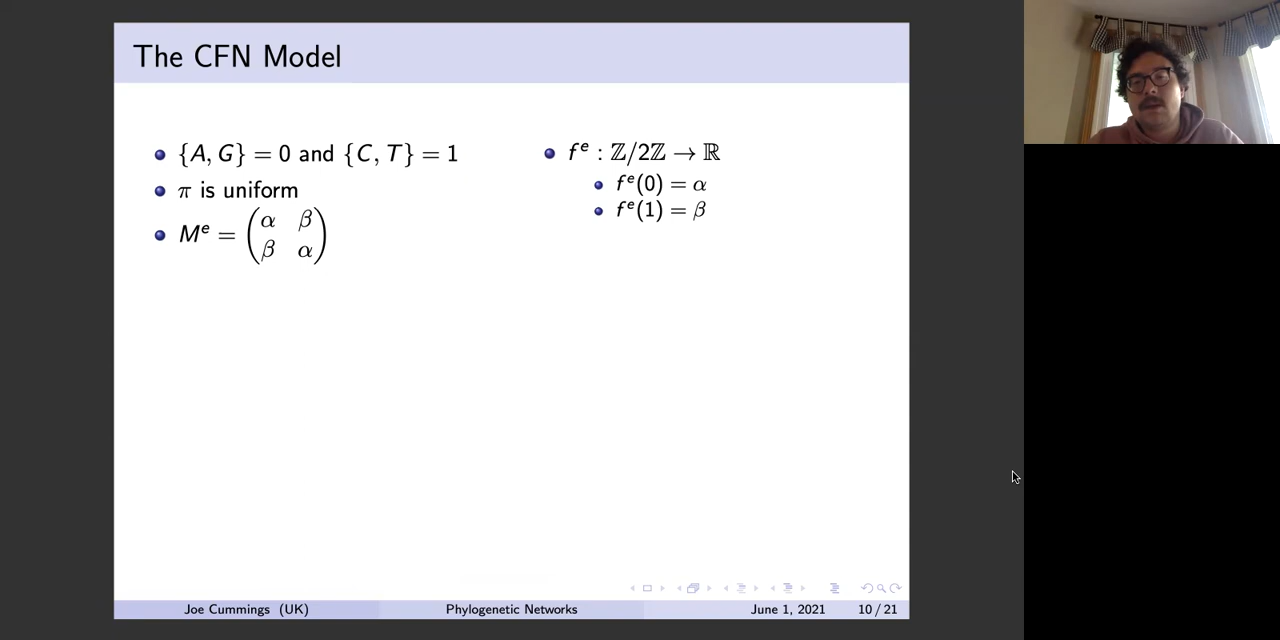 The CFN Model
{A, G} = 0 and {C, T} = 1
π is uniform
M^e = (α β
β α)
f^e : ℤ/2ℤ → ℝ
f^e(0) = α
f^e(1) = β
Joe Cummings (UK) Phylogenetic Networks June 1, 2021 10 / 21